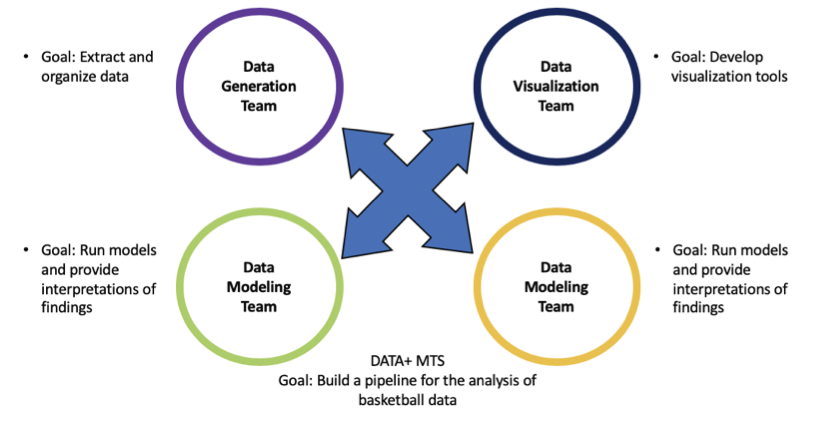 • Goal: Extract and
organize data
Data
Generation
Team
Data
Visualization
Team
• Goal: Develop
visualization tools
• Goal: Run models
and provide
interpretations of
findings
Data
Modeling
Team
Data
Modeling
Team
• Goal: Run models
and provide
interpretations of
findings
DATA+ MTS
Goal: Build a pipeline for the analysis of
basketball data